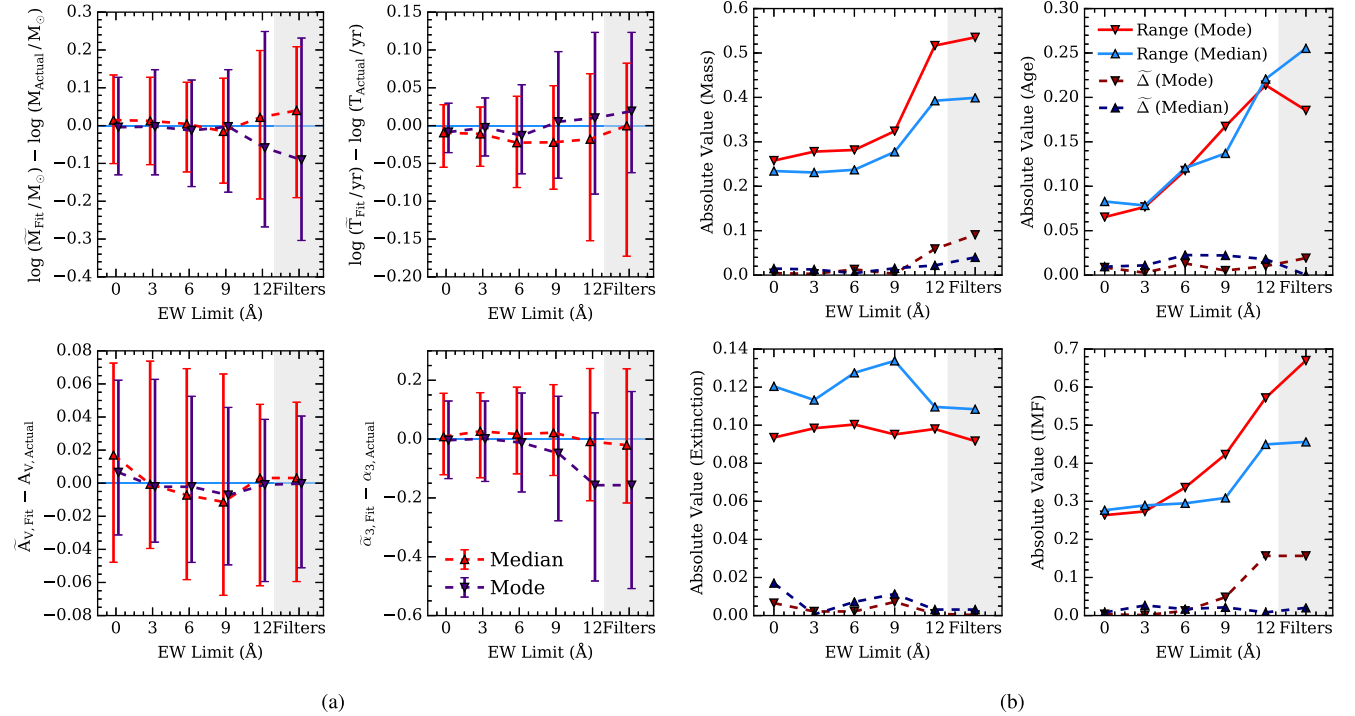 log (M̃Fit / M⊙) − log (MActual / M⊙)
0.4
0.3
0.2
0.1
0.0
−0.1
−0.2
−0.3
−0.4
0 3 6 9 12 Filters
EW Limit (Å)
log (T̃Fit / yr) − log (TActual / yr)
0.15
0.10
0.05
0.00
−0.05
−0.10
−0.15
−0.20
0 3 6 9 12 Filters
EW Limit (Å)
Absolute Value (Mass)
0.6
0.5
0.4
0.3
0.2
0.1
0.0
0 3 6 9 12 Filters
EW Limit (Å)
Absolute Value (Age)
0.30
0.25
0.20
0.15
0.10
0.05
0.00
Range (Mode)
Range (Median)
Δ̃ (Mode)
Δ̃ (Median)
0 3 6 9 12 Filters
EW Limit (Å)
ÃV, Fit − AV, Actual
0.08
0.06
0.04
0.02
0.00
−0.02
−0.04
−0.06
−0.08
0 3 6 9 12 Filters
EW Limit (Å)
α̃3, Fit − α3, Actual
0.2
0.0
−0.2
−0.4
−0.6
Median
Mode
0 3 6 9 12 Filters
EW Limit (Å)
Absolute Value (Extinction)
0.14
0.12
0.10
0.08
0.06
0.04
0.02
0.00
0 3 6 9 12 Filters
EW Limit (Å)
Absolute Value (IMF)
0.7
0.6
0.5
0.4
0.3
0.2
0.1
0.0
0 3 6 9 12 Filters
EW Limit (Å)
(a)
(b)